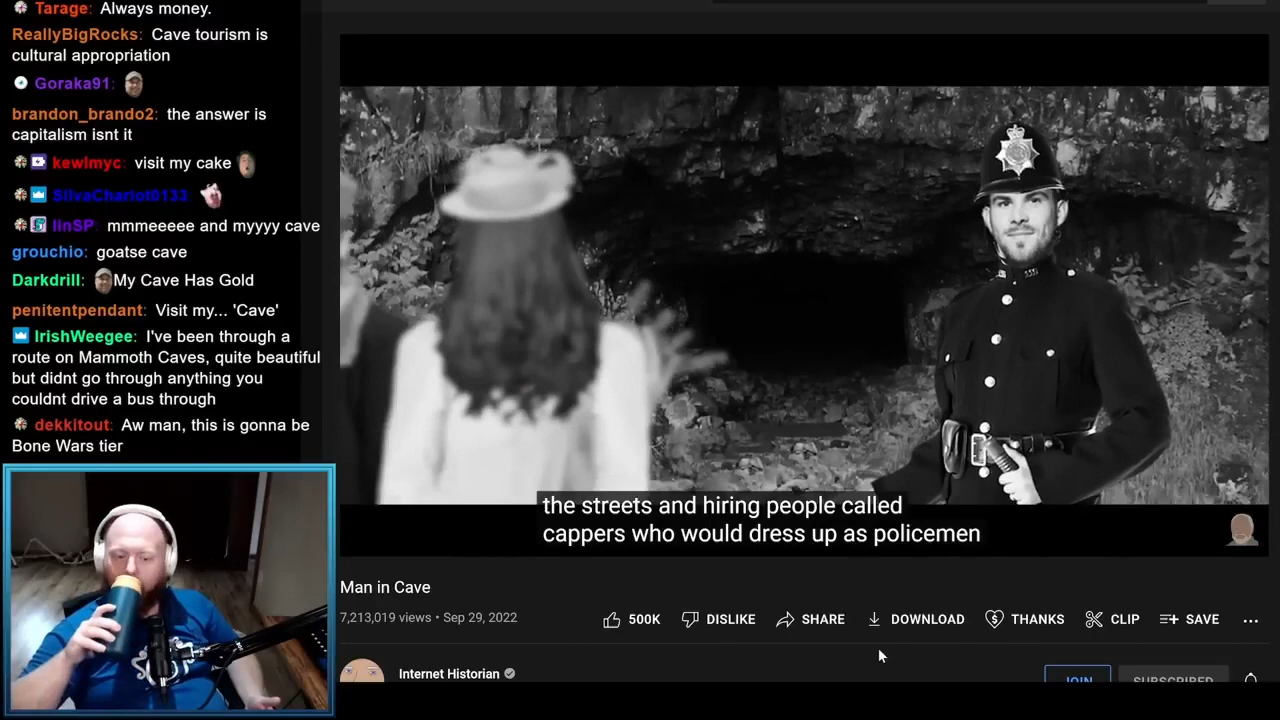 Tarage: Always money.
ReallyBigRocks: Cave tourism is
cultural appropriation
Goraka91:
brandon_brando2: the answer is
capitalism isnt it
kewlmyc: visit my cake
SilvaChariot0133
linSP: mmmeeeee and myyyy cave
grouchio: goatse cave
Darkdrill: My Cave Has Gold
penitentpendant: Visit my... 'Cave'
IrishWeegee: I've been through a
route on Mammoth Caves, quite beautiful
but didnt go through anything you
couldnt drive a bus through
dekkitout: Aw man, this is gonna be
Bone Wars tier
the streets and hiring people called
cappers who would dress up as policemen
Man in Cave
7,213,019 views • Sep 29, 2022
500K DISLIKE SHARE DOWNLOAD THANKS CLIP SAVE
Internet Historian
JOIN SUBSCRIBED